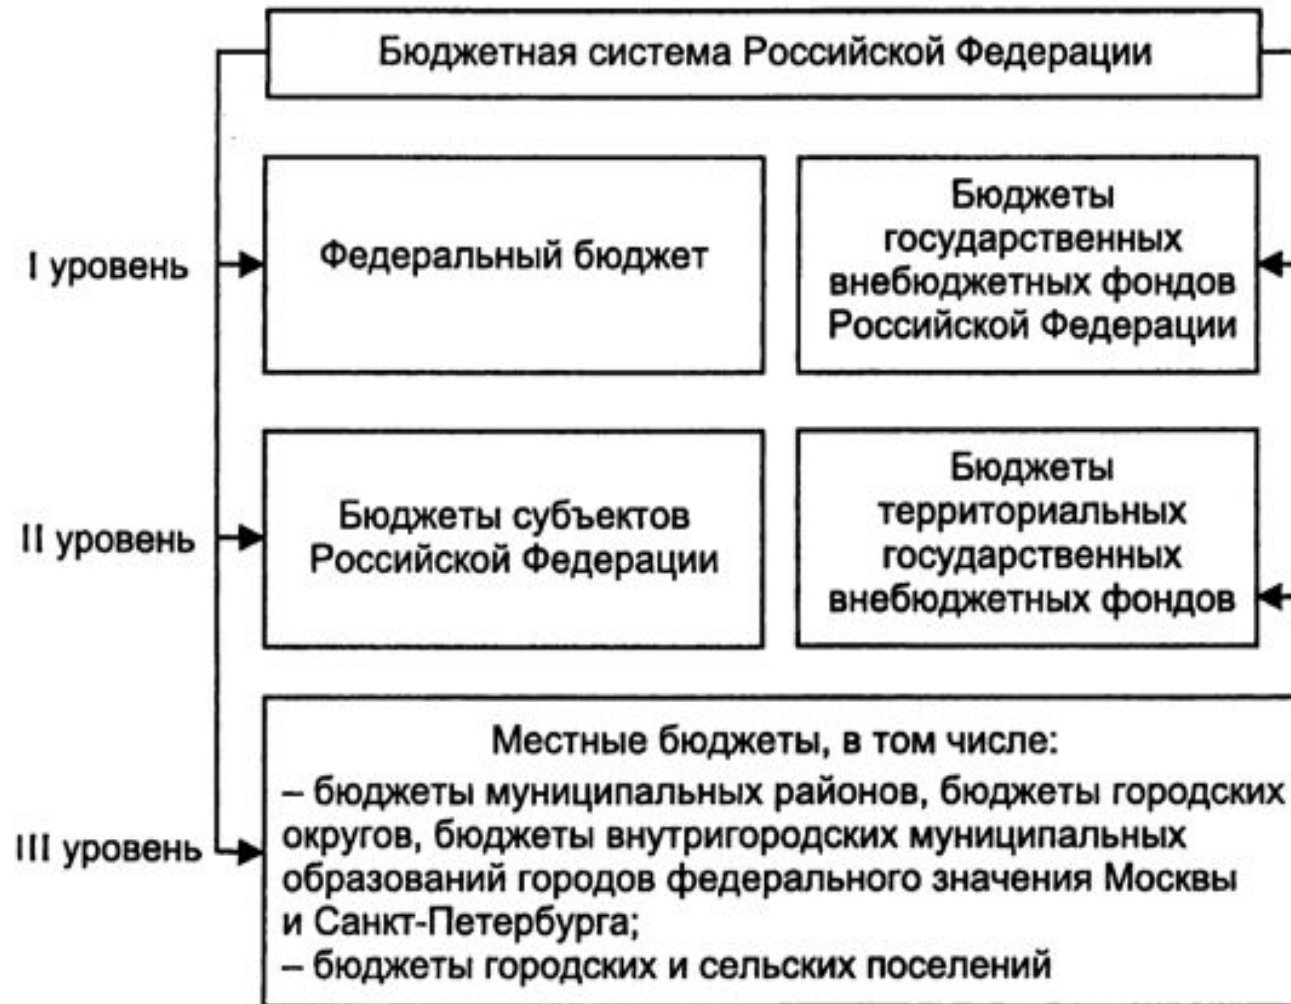 Бюджетная система Российской Федерации
I уровень
Федеральный бюджет
Бюджеты
государственных
внебюджетных фондов
Российской Федерации
II уровень
Бюджеты субъектов
Российской Федерации
Бюджеты
территориальных
государственных
внебюджетных фондов
III уровень
Местные бюджеты, в том числе:
– бюджеты муниципальных районов, бюджеты городских
округов, бюджеты внутригородских муниципальных
образований городов федерального значения Москвы
и Санкт-Петербурга;
– бюджеты городских и сельских поселений